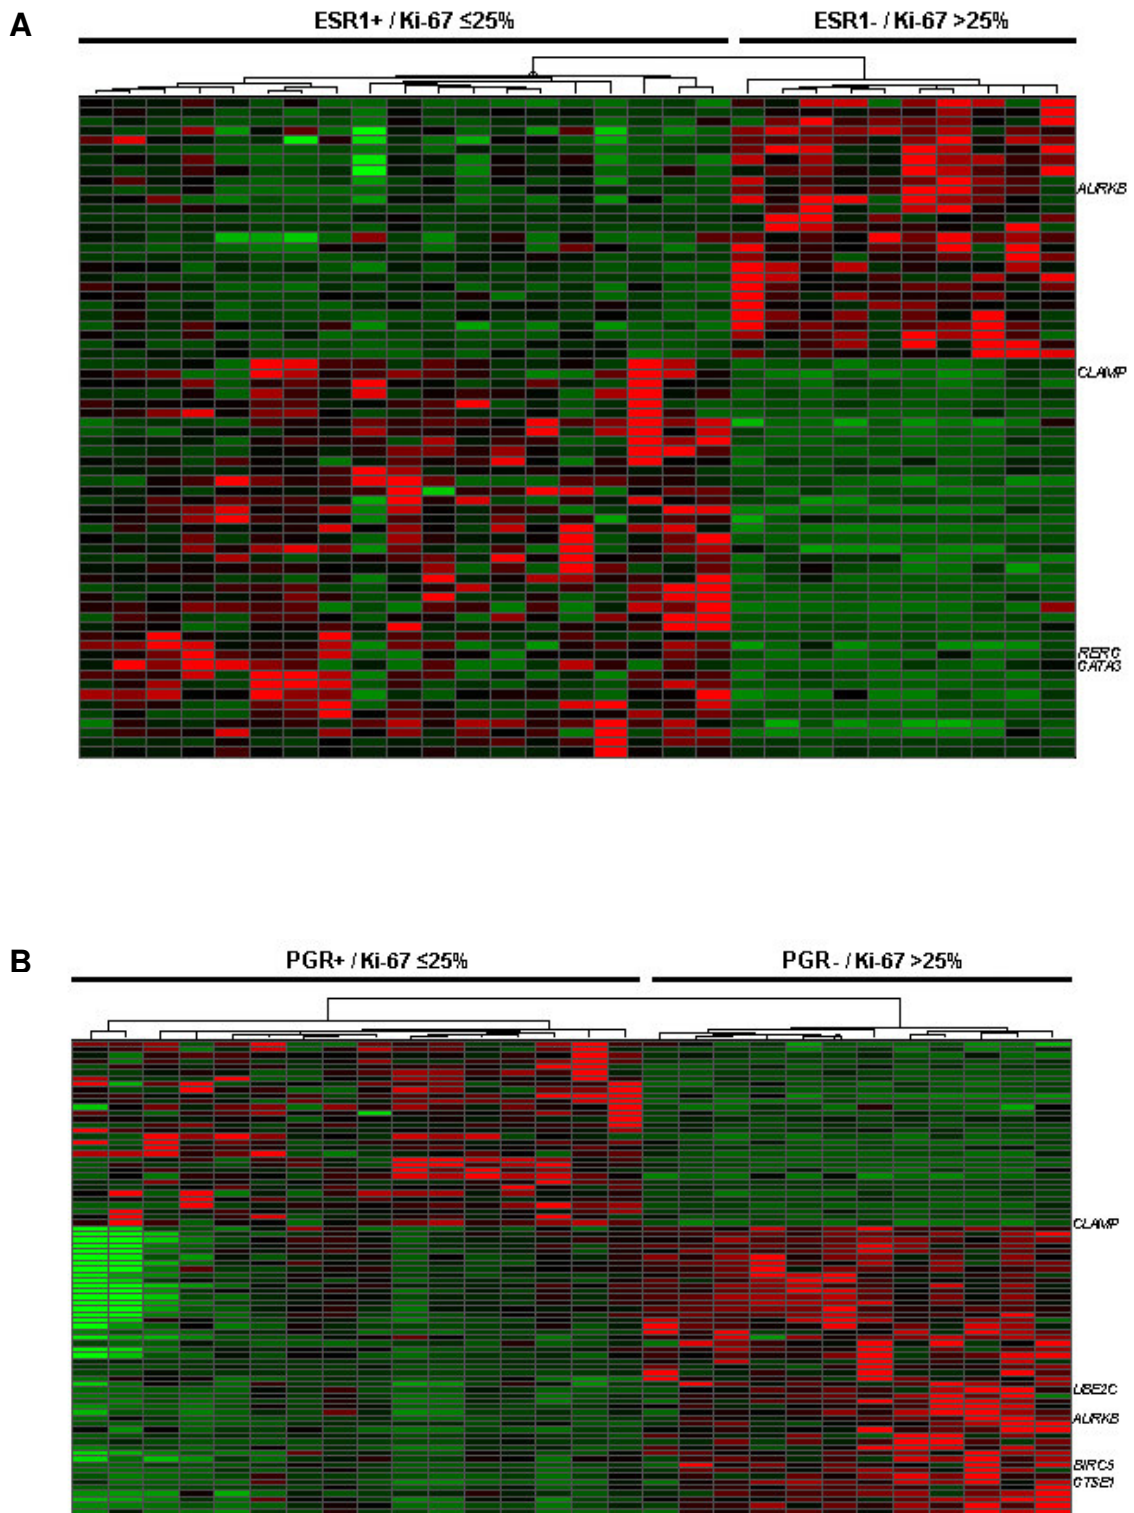 A
ESR1+ / Ki-67 ≤25%
ESR1- / Ki-67 >25%
AURKB
CLAMP
RERG
GATA3
B
PGR+ / Ki-67 ≤25%
PGR- / Ki-67 >25%
CLAMP
UBE2C
AURKB
BIRC5